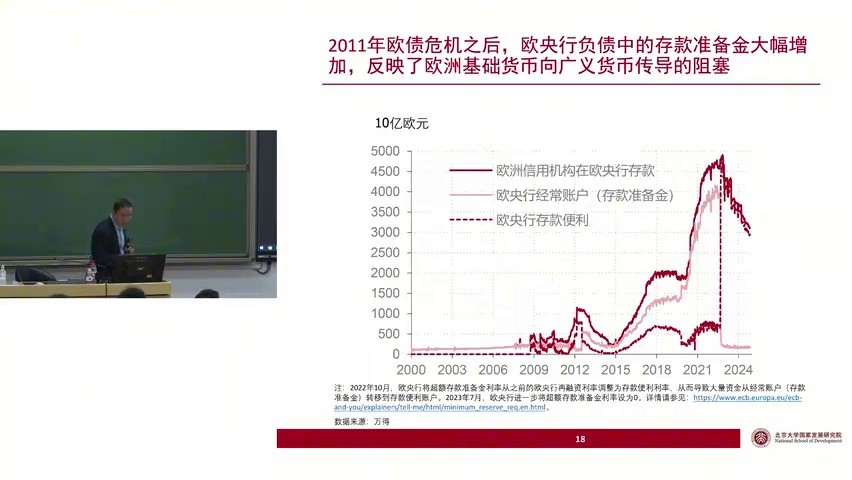 2011年欧债危机之后，欧央行负债中的存款准备金大幅增
加，反映了欧洲基础货币向广义货币传导的阻塞
10亿欧元
5000
4500
4000
3500
3000
2500
2000
1500
1000
500
0
欧洲信用机构在欧央行存款
欧央行经常账户（存款准备金）
欧央行存款便利
2000 2003 2006 2009 2012 2015 2018 2021 2024
注：2022年10月，欧央行将超额存款准备金利率从之前的欧央行再融资利率调整为存款便利利率，从而导致大量资金从经常账户（存款
准备金）转移到存款便利账户。2023年7月，欧央行进一步将超额存款准备金利率设为0。详情请参见：https://www.ecb.europa.eu/ecb-
and-you/explainers/tell-me/html/minimum_reserve_req.en.html。
数据来源：万得
18
北京大学国家发展研究院
National School of Development